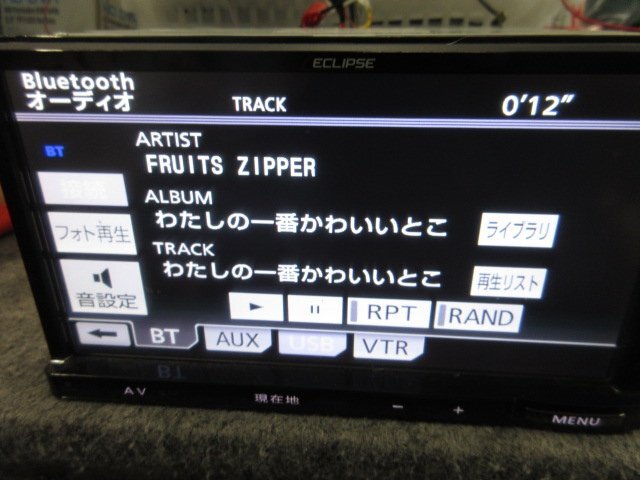 ECLIPSE
Bluetooth
オーディオ
TRACK
0'12"
BT
ARTIST
FRUITS ZIPPER
ALBUM
わたしの一番かわいいとこ
ライブラリ
フォト再生
TRACK
わたしの一番かわいいとこ
再生リスト
音設定
RPT
RAND
BT
AUX
USB
VTR
AV
現在地
MENU